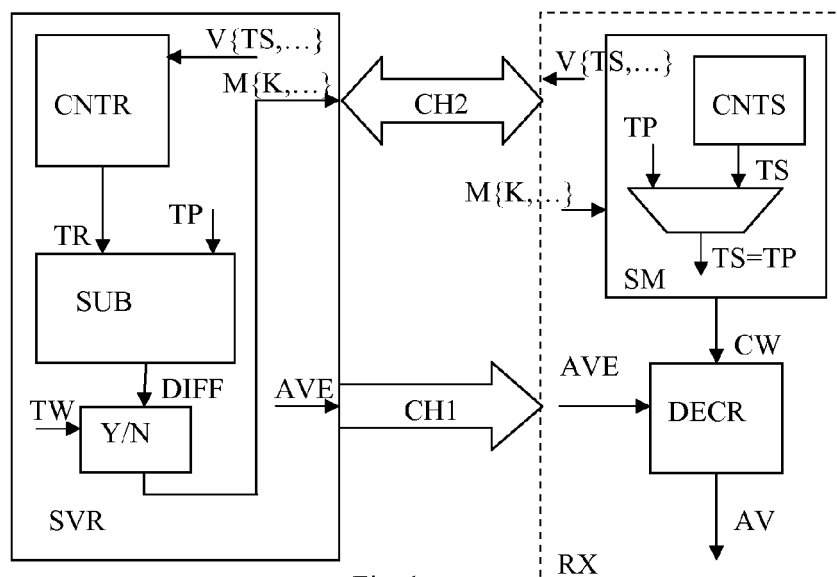 V{TS,...}
CNTR
M{K,...}
TR
TP
SUB
DIFF
TW
Y/N
SVR
AVE
CH2
CH1
V{TS,...}
CNTS
TP
TS
M{K,...}
TS=TP
SM
CW
AVE
DECR
AV
RX